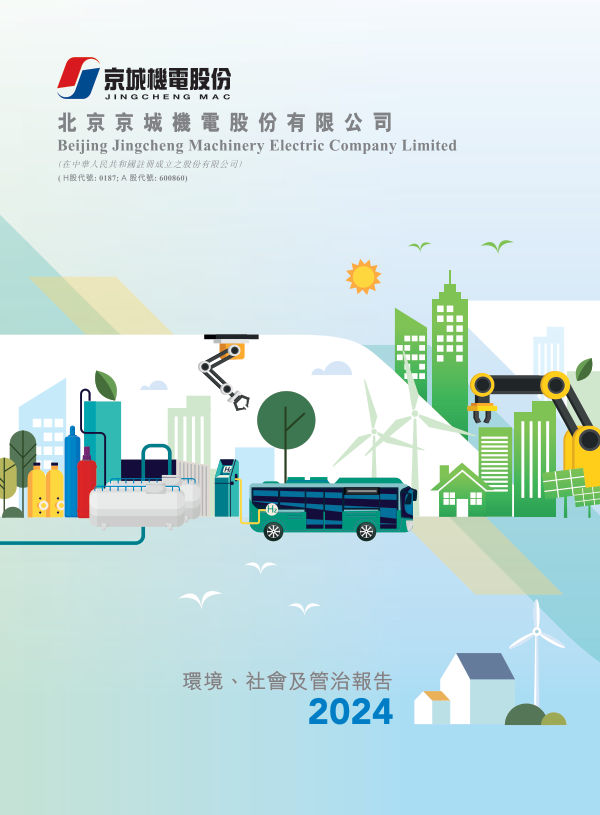 京城機電股份
JINGCHENG MAC
北京京城機電股份有限公司
Beijing Jingcheng Machinery Electric Company Limited
(在中華人民共和國註冊成立之股份有限公司)
( H股代號: 0187; A 股代號: 600860)
H₂
H₂
環境、社會及管治報告
2024